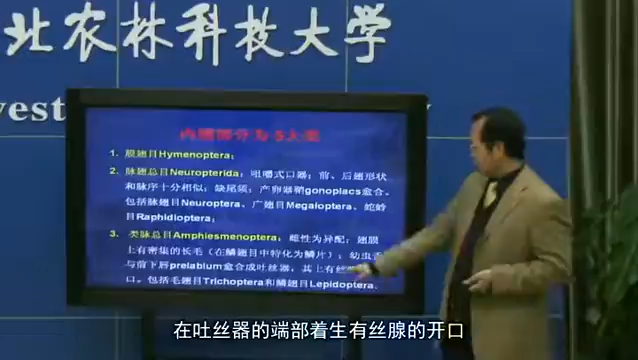 北农林科技大学
vest
内翅部分为5大类
1. 膜翅目Hymenoptera;
2. 脉翅总目Neuropterida: 咀嚼式口器; 前、后翅形状
和脉序十分相似; 缺尾须; 产卵器鞘gonoplacs愈合。
包括脉翅目Neuroptera、广翅目Megaloptera、蛇蛉
目Raphidioptera;
3. 类脉总目Amphiesmenoptera: 雌性为异配; 翅膜
上有密集的长毛(在鳞翅目中特化为鳞片); 幼虫舌
与前下唇prelabium愈合成吐丝器, 其上有丝
口。包括毛翅目Trichoptera和鳞翅目Lepidoptera、
在吐丝器的端部着生有丝腺的开口